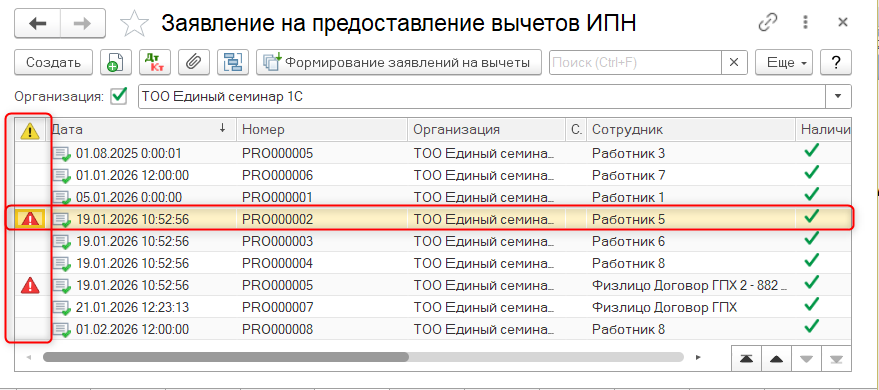 Заявление на предоставление вычетов ИПН
Создать Дт Кт Формирование заявлений на вычеты Поиск (Ctrl+F) × Еще ?
Организация: ТОО Единый семинар 1С
Дата ↓ Номер Организация С. Сотрудник Наличи
01.08.2025 0:00:01 PRO000005 ТОО Единый семина... Работник 3
01.01.2026 12:00:00 PRO000006 ТОО Единый семина... Работник 7
05.01.2026 0:00:00 PRO000001 ТОО Единый семина... Работник 1
19.01.2026 10:52:56 PRO000002 ТОО Единый семина... Работник 5
19.01.2026 10:52:56 PRO000003 ТОО Единый семина... Работник 6
19.01.2026 10:52:56 PRO000004 ТОО Единый семина... Работник 8
19.01.2026 10:52:56 PRO000005 ТОО Единый семина... Физлицо Договор ГПХ 2 - 882 ...
21.01.2026 12:23:13 PRO000007 ТОО Единый семина... Физлицо Договор ГПХ
01.02.2026 12:00:00 PRO000008 ТОО Единый семина... Работник 8